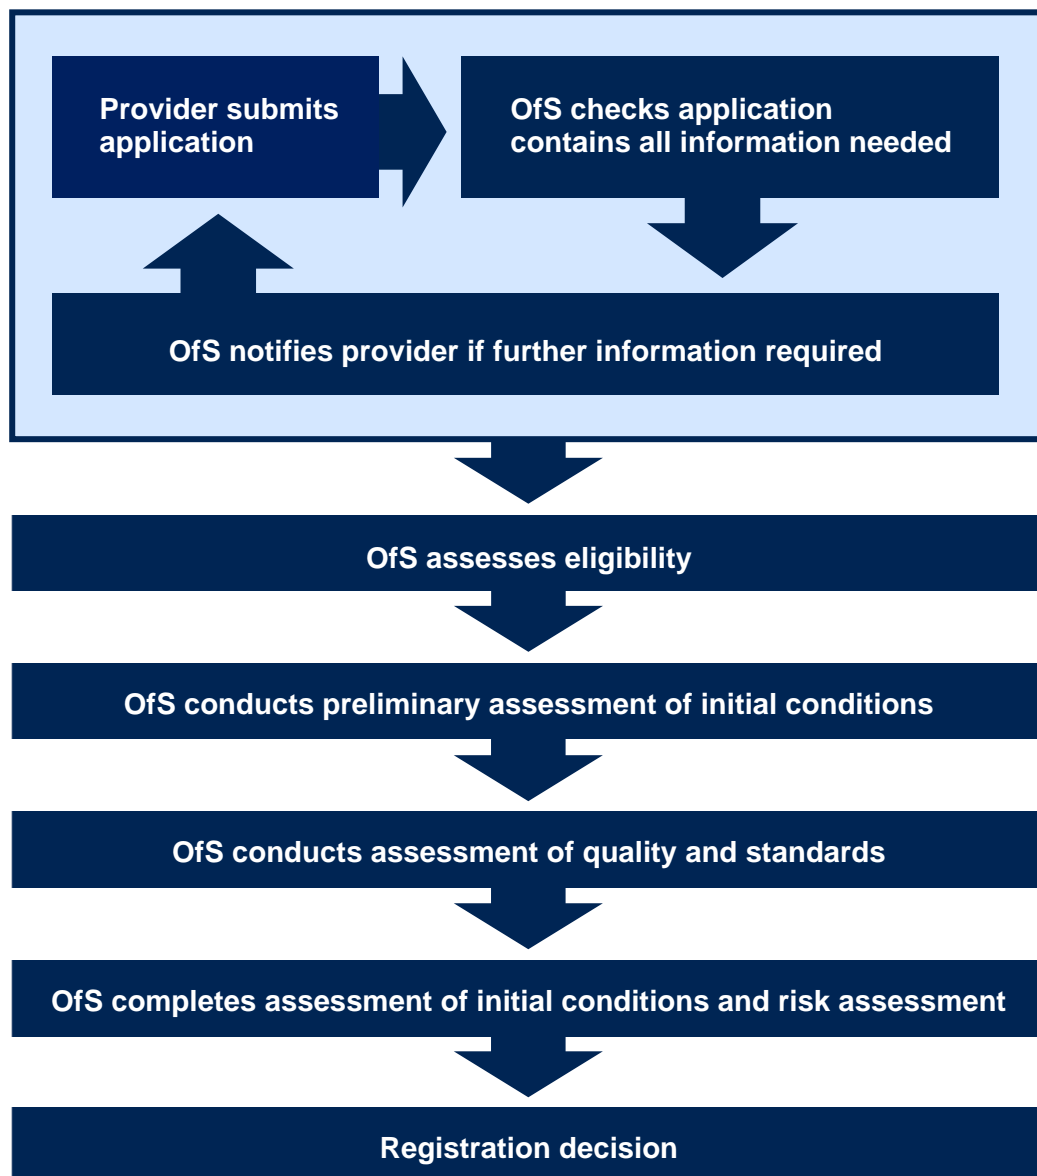 Provider submits
application
OfS checks application
contains all information needed
OfS notifies provider if further information required
OfS assesses eligibility
OfS conducts preliminary assessment of initial conditions
OfS conducts assessment of quality and standards
OfS completes assessment of initial conditions and risk assessment
Registration decision